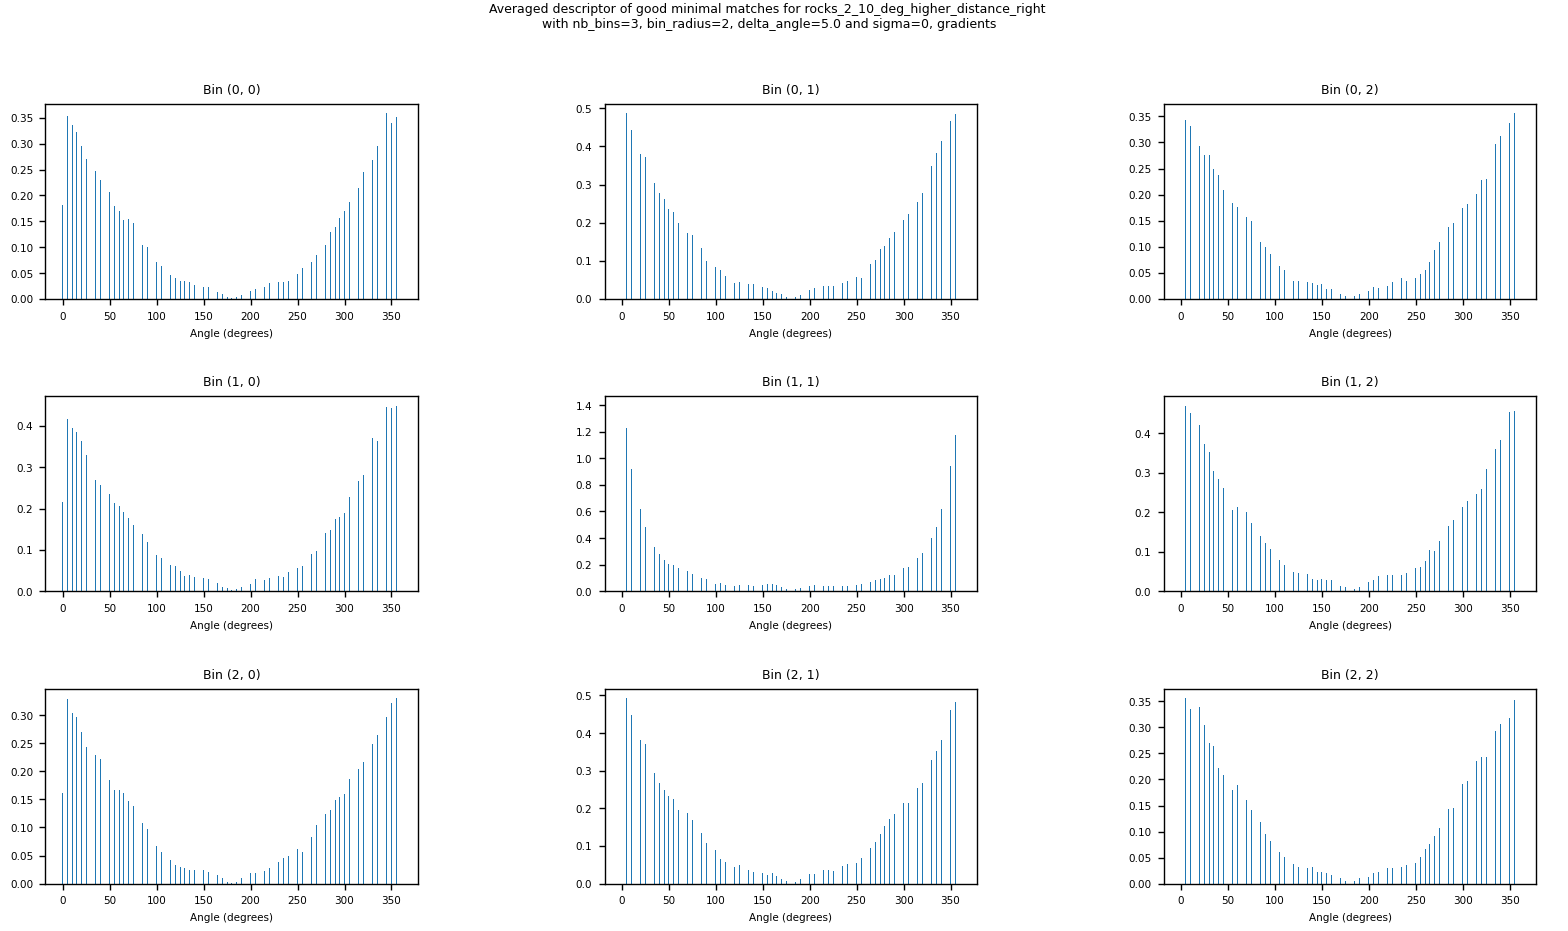 Averaged descriptor of good minimal matches for rocks_2_10_deg_higher_distance_right
with nb_bins=3, bin_radius=2, delta_angle=5.0 and sigma=0, gradients
Bin (0, 0)
0.35
0.30
0.25
0.20
0.15
0.10
0.05
0.00
0 50 100 150 200 250 300 350
Angle (degrees)
Bin (0, 1)
0.5
0.4
0.3
0.2
0.1
0.0
0 50 100 150 200 250 300 350
Angle (degrees)
Bin (0, 2)
0.35
0.30
0.25
0.20
0.15
0.10
0.05
0.00
0 50 100 150 200 250 300 350
Angle (degrees)
Bin (1, 0)
0.4
0.3
0.2
0.1
0.0
0 50 100 150 200 250 300 350
Angle (degrees)
Bin (1, 1)
1.4
1.2
1.0
0.8
0.6
0.4
0.2
0.0
0 50 100 150 200 250 300 350
Angle (degrees)
Bin (1, 2)
0.4
0.3
0.2
0.1
0.0
0 50 100 150 200 250 300 350
Angle (degrees)
Bin (2, 0)
0.30
0.25
0.20
0.15
0.10
0.05
0.00
0 50 100 150 200 250 300 350
Angle (degrees)
Bin (2, 1)
0.5
0.4
0.3
0.2
0.1
0.0
0 50 100 150 200 250 300 350
Angle (degrees)
Bin (2, 2)
0.35
0.30
0.25
0.20
0.15
0.10
0.05
0.00
0 50 100 150 200 250 300 350
Angle (degrees)